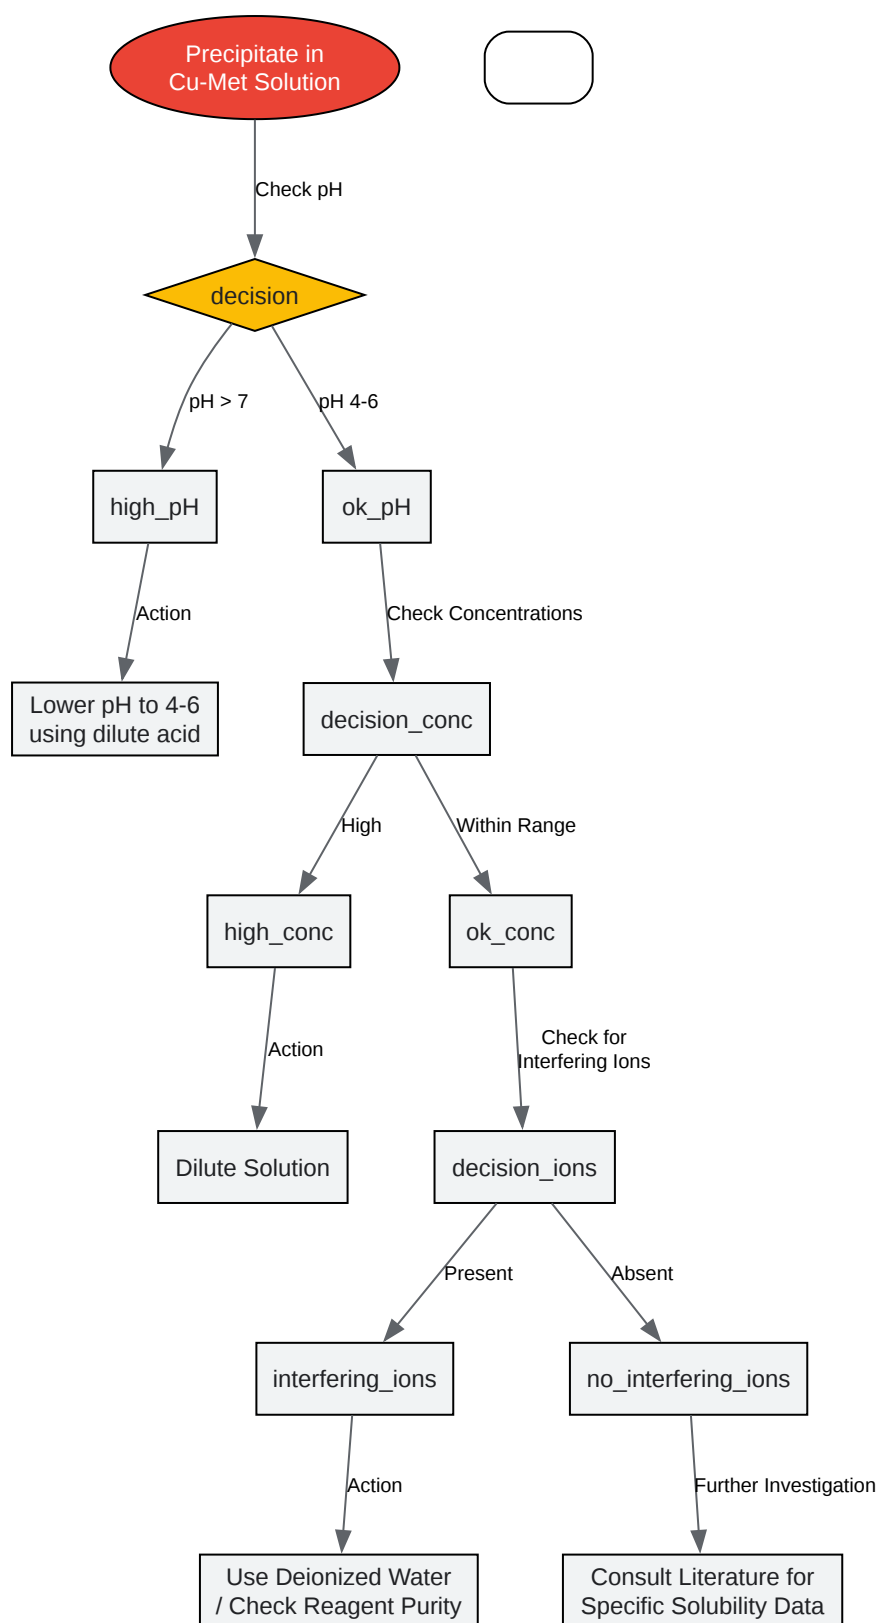 Precipitate in
Cu-Met Solution
Check pH
decision
pH > 7
pH 4-6
high_pH
ok_pH
Action
Check Concentrations
Lower pH to 4-6
using dilute acid
decision_conc
High
Within Range
high_conc
ok_conc
Action
Check for
Interfering Ions
Dilute Solution
decision_ions
Present
Absent
interfering_ions
no_interfering_ions
Action
Further Investigation
Use Deionized Water
/ Check Reagent Purity
Consult Literature for
Specific Solubility Data